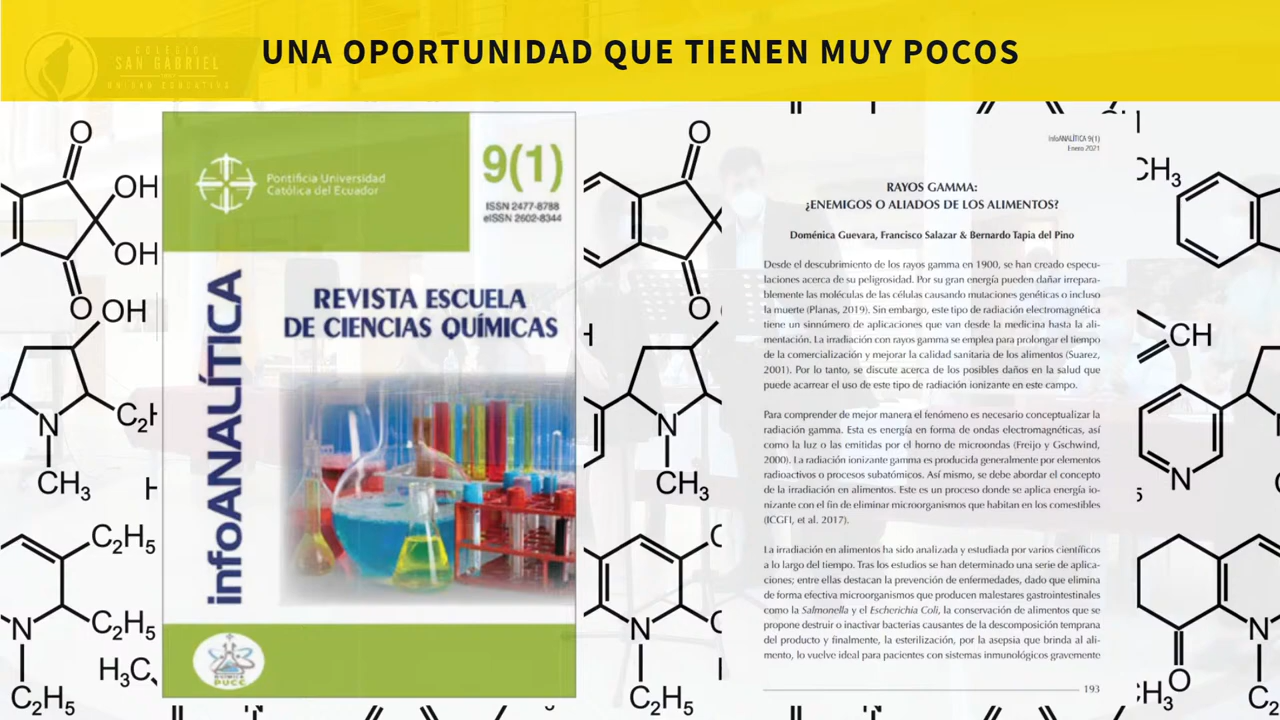 COLEGIO
SAN GABRIEL
UNIDAD EDUCATIVA
UNA OPORTUNIDAD QUE TIENEN MUY POCOS
Pontificia Universidad
Católica del Ecuador
9(1)
ISSN 2477-8788
eISSN 2602-8344
infoANALÍTICA
REVISTA ESCUELA
DE CIENCIAS QUÍMICAS
QUÍMICA
PUCE
InfoANALÍTICA 9(1)
Enero 2021
RAYOS GAMMA:
¿ENEMIGOS O ALIADOS DE LOS ALIMENTOS?
Doménica Guevara, Francisco Salazar & Bernardo Tapia del Pino
Desde el descubrimiento de los rayos gamma en 1900, se han creado especu-
laciones acerca de su peligrosidad. Por su gran energía pueden dañar irrepara-
blemente las moléculas de las células causando mutaciones genéticas o incluso
la muerte (Planas, 2019). Sin embargo, este tipo de radiación electromagnética
tiene un sinnúmero de aplicaciones que van desde la medicina hasta la ali-
mentación. La irradiación con rayos gamma se emplea para prolongar el tiempo
de la comercialización y mejorar la calidad sanitaria de los alimentos (Suarez,
2001). Por lo tanto, se discute acerca de los posibles daños en la salud que
puede acarrear el uso de este tipo de radiación ionizante en este campo.
Para comprender de mejor manera el fenómeno es necesario conceptualizar la
radiación gamma. Esta es energía en forma de ondas electromagnéticas, así
como la luz o las emitidas por el horno de microondas (Freijo y Gschwind,
2000). La radiación ionizante gamma es producida generalmente por elementos
radioactivos o procesos subatómicos. Así mismo, se debe abordar el concepto
de la irradiación en alimentos. Este es un proceso donde se aplica energía io-
nizante con el fin de eliminar microorganismos que habitan en los comestibles
(ICGFI, et al. 2017).
La irradiación en alimentos ha sido analizada y estudiada por varios científicos
a lo largo del tiempo. Tras los estudios se han determinado una serie de aplica-
ciones; entre ellas destacan la prevención de enfermedades, dado que elimina
de forma efectiva microorganismos que producen malestares gastrointestinales
como la Salmonella y el Escherichia Coli, la conservación de alimentos que se
propone destruir o inactivar bacterias causantes de la descomposición temprana
del producto y finalmente, la esterilización, por la asepsia que brinda al ali-
mento, lo vuelve ideal para pacientes con sistemas inmunológicos gravemente
193
O
OH
OH
O
OH
N
CH₃
C₂H₅
C₂H₅
N
H₃C
C₂H₅
O
O
N
CH₃
N
C₂H₅
CH₃
CH
N
O
N